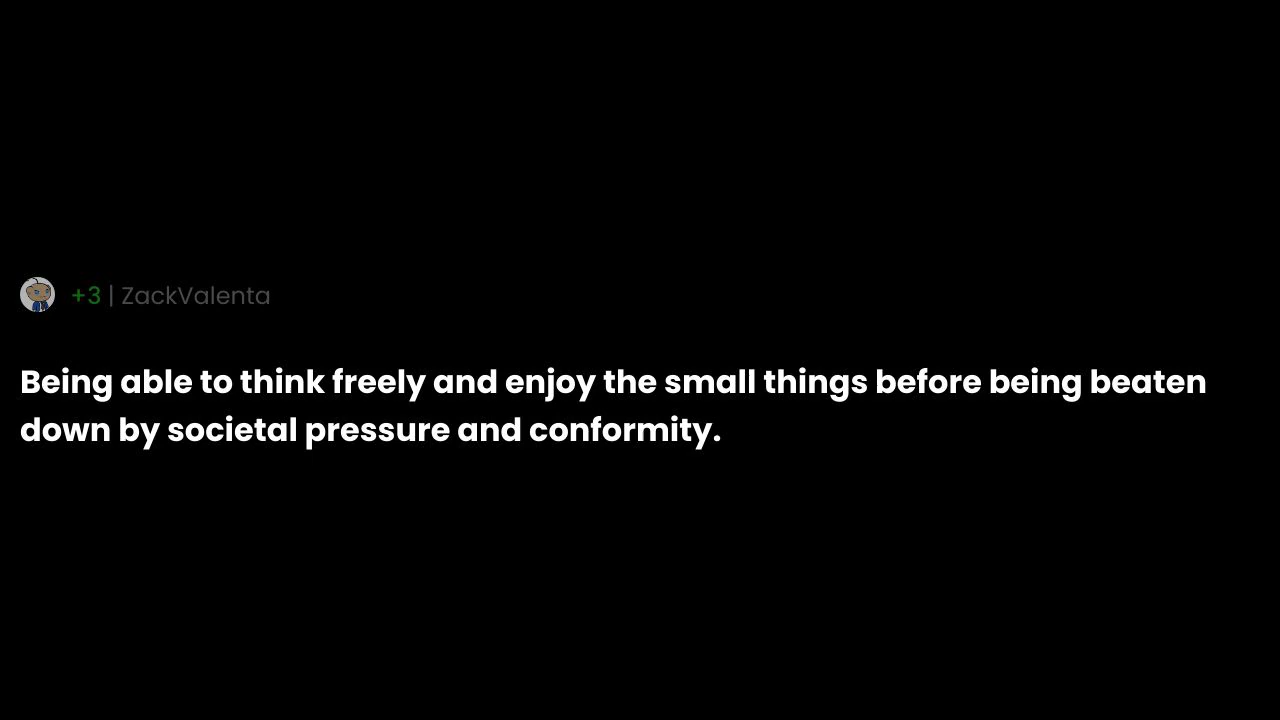 +3 | ZackValenta
Being able to think freely and enjoy the small things before being beaten
down by societal pressure and conformity.